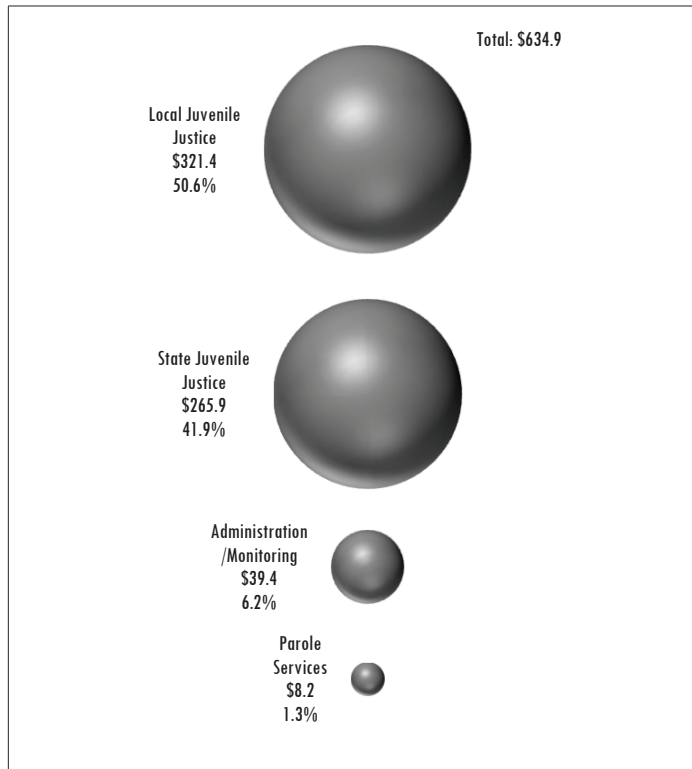 Total: $634.9
Local Juvenile
Justice
$321.4
50.6%
State Juvenile
Justice
$265.9
41.9%
Administration
/Monitoring
$39.4
6.2%
Parole
Services
$8.2
1.3%